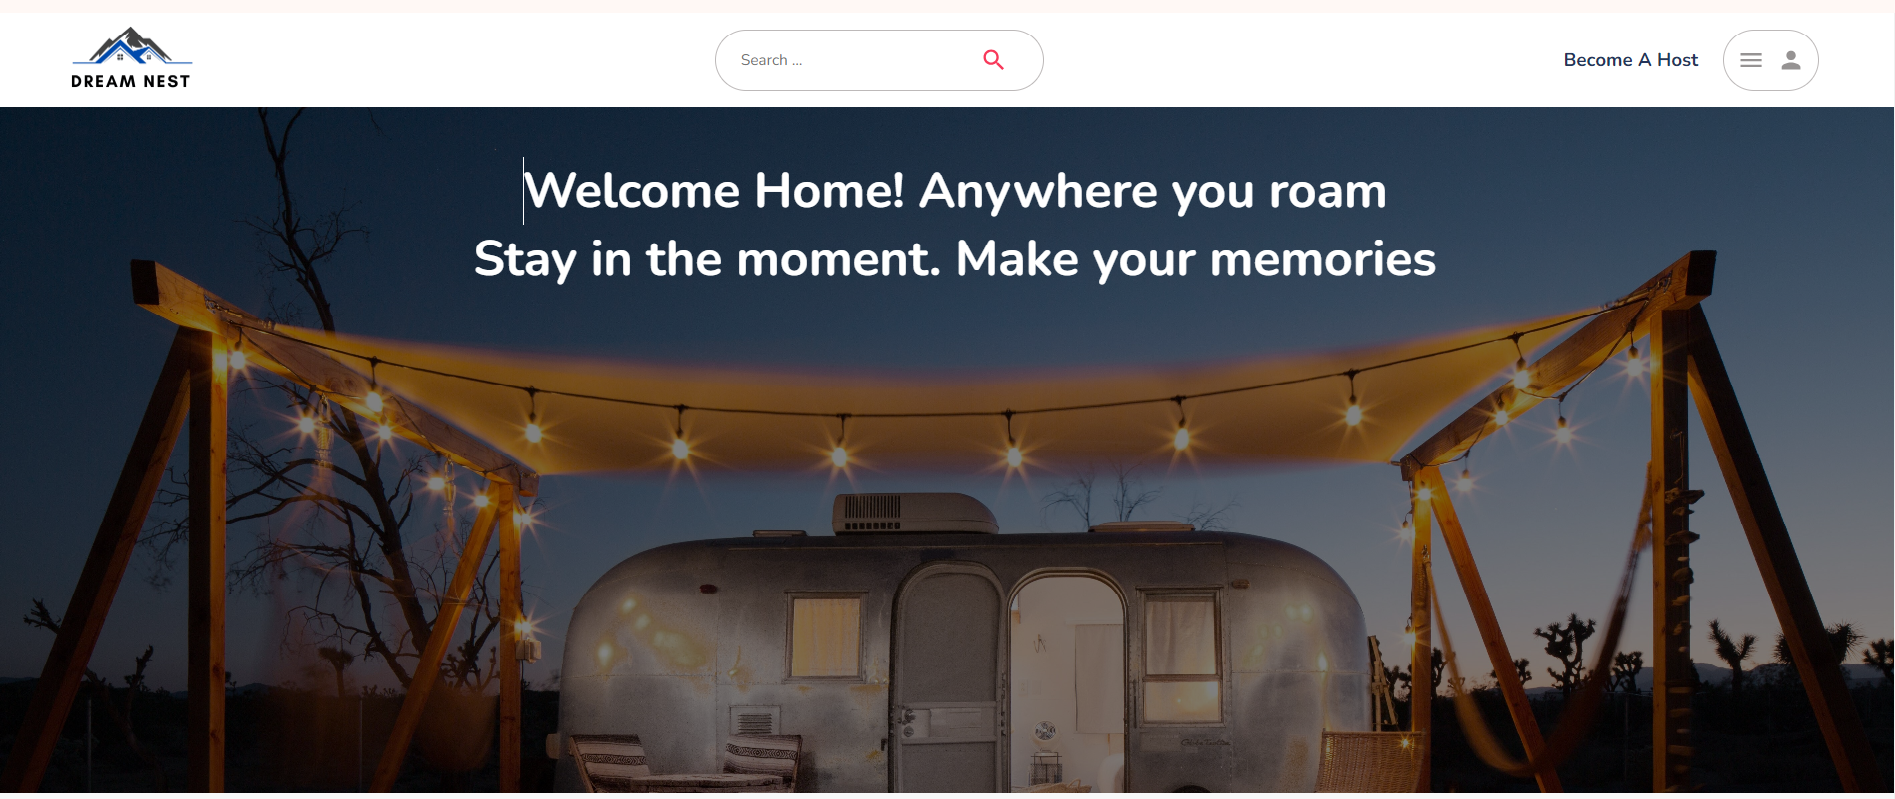 DREAM NEST
Search ...
Become A Host
Welcome Home! Anywhere you roam
Stay in the moment. Make your memories